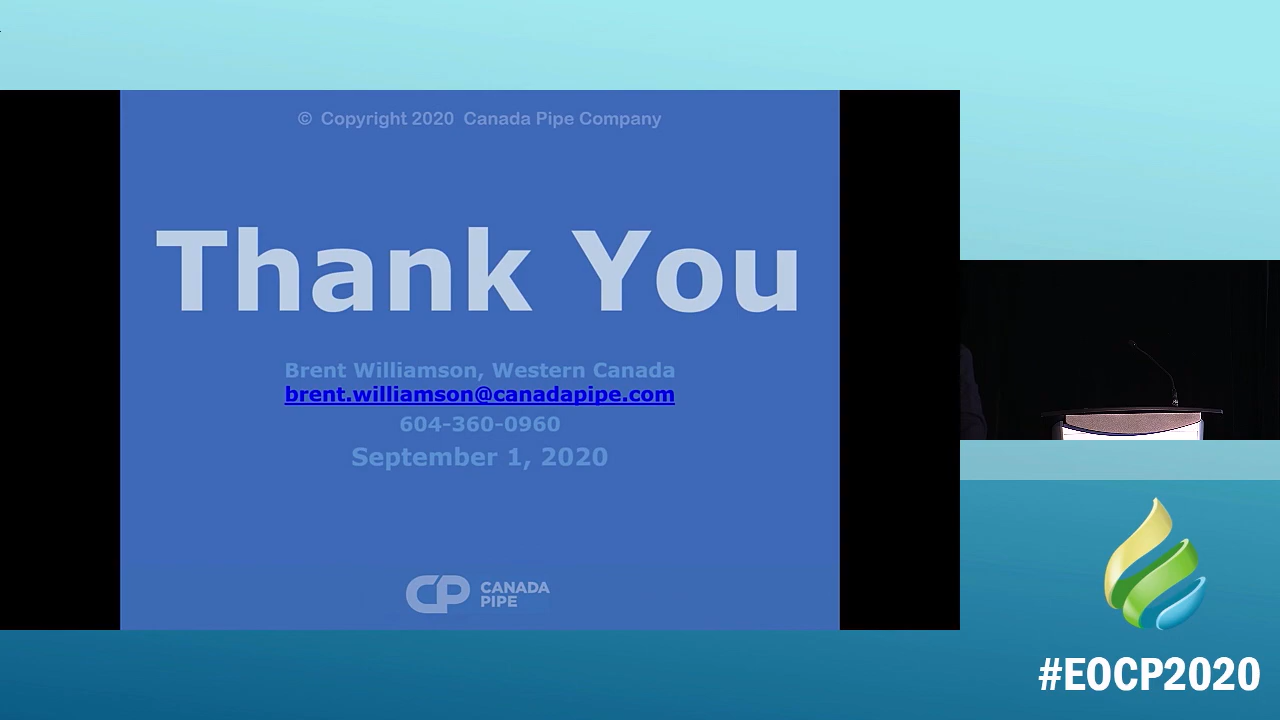 © Copyright 2020 Canada Pipe Company
Thank You
Brent Williamson, Western Canada
brent.williamson@canadapipe.com
604-360-0960
September 1, 2020
CP CANADA
PIPE
#EOCP2020